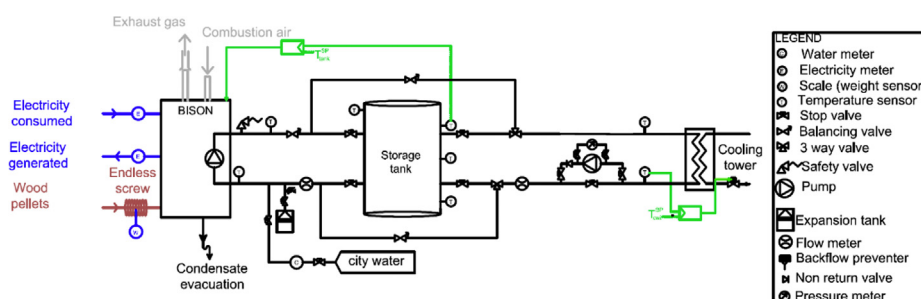 Exhaust gas
Combustion air
BISON
Electricity
consumed
Electricity
generated
Wood
pellets
Endless
screw
Condensate
evacuation
Storage
tank
city water
Cooling
tower
LEGEND
Water meter
Electricity meter
Scale (weight sensor
Temperature sensor
Stop valve
Balancing valve
3 way valve
Safety valve
Pump
Expansion tank
Flow meter
Backflow preventer
Non return valve
Pressure meter